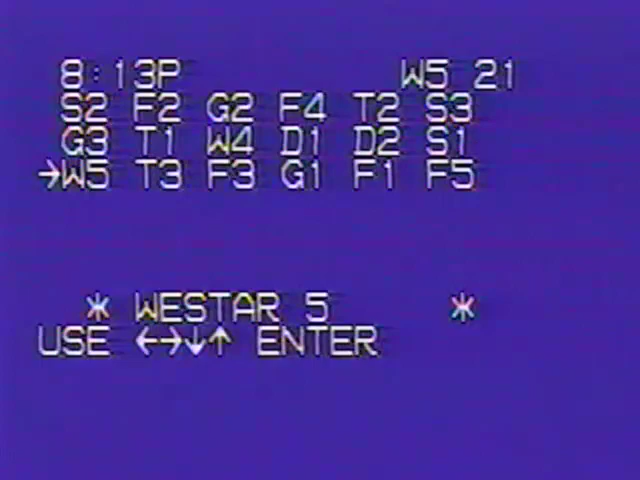 8:13P W5 21
S2 F2 G2 F4 T2 S3
G3 T1 W4 D1 D2 S1
→W5 T3 F3 G1 F1 F5
* WESTAR 5 *
USE ←→↓↑ ENTER